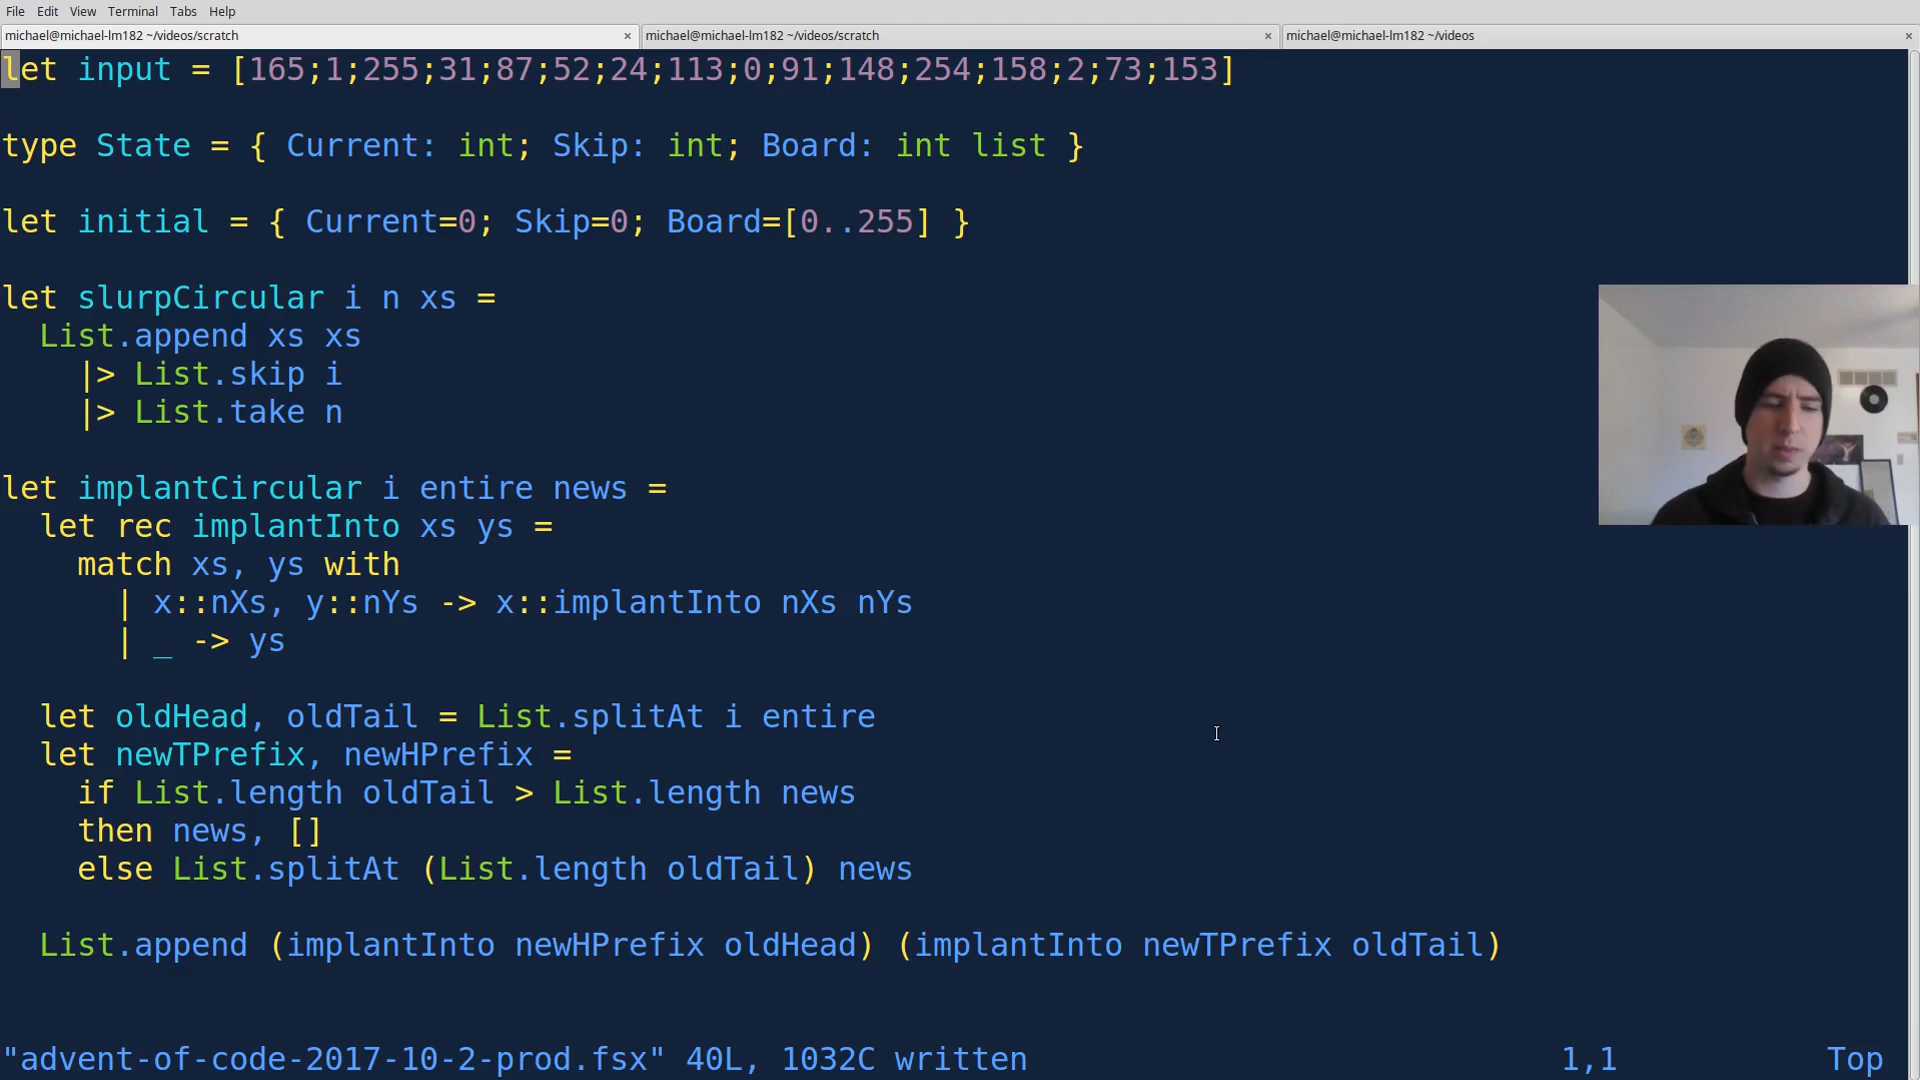 File Edit View Terminal Tabs Help
michael@michael-lm182 ~/videos/scratch × michael@michael-lm182 ~/videos/scratch × michael@michael-lm182 ~/videos ×
let input = [165;1;255;31;87;52;24;113;0;91;148;254;158;2;73;153]
type State = { Current: int; Skip: int; Board: int list }
let initial = { Current=0; Skip=0; Board=[0..255] }
let slurpCircular i n xs =
  List.append xs xs
    |> List.skip i
    |> List.take n
let implantCircular i entire news =
  let rec implantInto xs ys =
    match xs, ys with
      | x::nXs, y::nYs -> x::implantInto nXs nYs
      | _ -> ys
  let oldHead, oldTail = List.splitAt i entire
  let newTPrefix, newHPrefix =
    if List.length oldTail > List.length news
    then news, []
    else List.splitAt (List.length oldTail) news
  List.append (implantInto newHPrefix oldHead) (implantInto newTPrefix oldTail)
"advent-of-code-2017-10-2-prod.fsx" 40L, 1032C written 1,1 Top